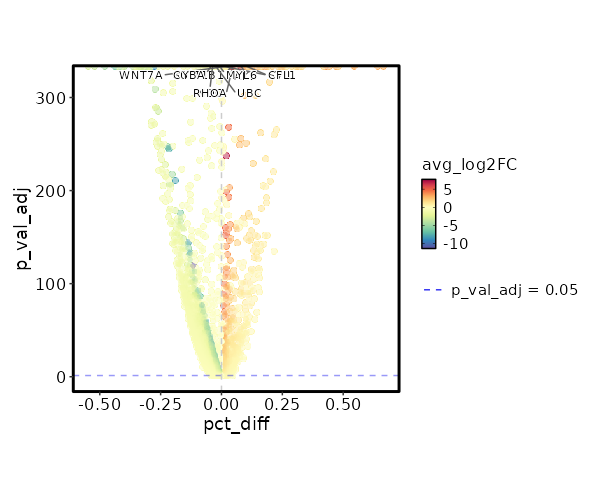 WNT7A
MYL6
RHOA
UBC
300
200
100
0
p_val_adj
-0.50
-0.25
0.00
0.25
0.50
pct_diff
avg_log2FC
5
0
-5
-10
p_val_adj = 0.05